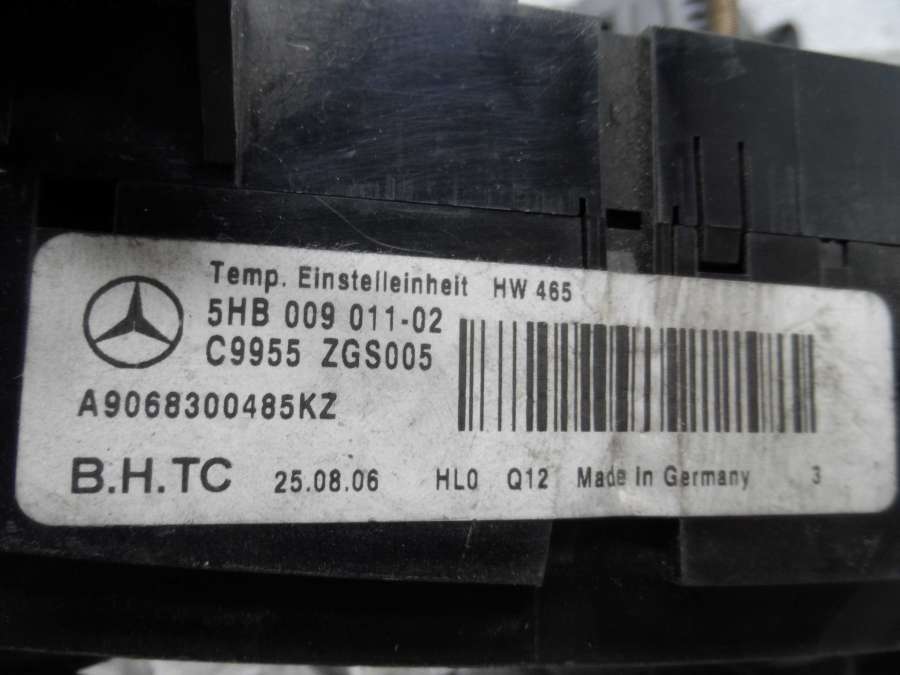 Temp. Einstelleinheit HW 465
5HB 009 011-02
C9955 ZGS005
A9068300485KZ
B.H.TC 25.08.06 HL0 Q12 Made in Germany 3